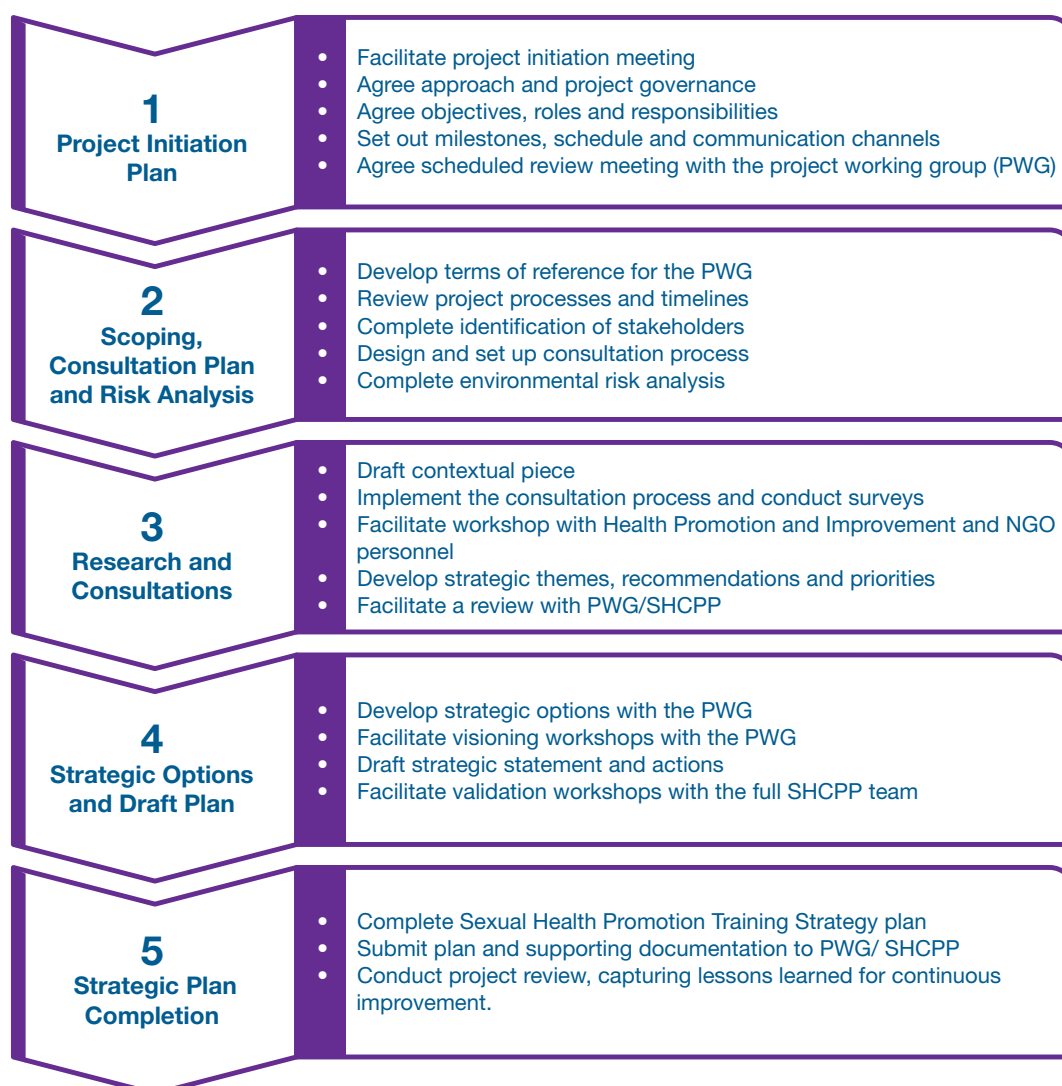 1
Project Initiation
Plan
• Facilitate project initiation meeting
• Agree approach and project governance
• Agree objectives, roles and responsibilities
• Set out milestones, schedule and communication channels
• Agree scheduled review meeting with the project working group (PWG)
2
Scoping,
Consultation Plan
and Risk Analysis
• Develop terms of reference for the PWG
• Review project processes and timelines
• Complete identification of stakeholders
• Design and set up consultation process
• Complete environmental risk analysis
3
Research and
Consultations
• Draft contextual piece
• Implement the consultation process and conduct surveys
• Facilitate workshop with Health Promotion and Improvement and NGO
personnel
• Develop strategic themes, recommendations and priorities
• Facilitate a review with PWG/SHCPP
4
Strategic Options
and Draft Plan
• Develop strategic options with the PWG
• Facilitate visioning workshops with the PWG
• Draft strategic statement and actions
• Facilitate validation workshops with the full SHCPP team
5
Strategic Plan
Completion
• Complete Sexual Health Promotion Training Strategy plan
• Submit plan and supporting documentation to PWG/ SHCPP
• Conduct project review, capturing lessons learned for continuous
improvement.